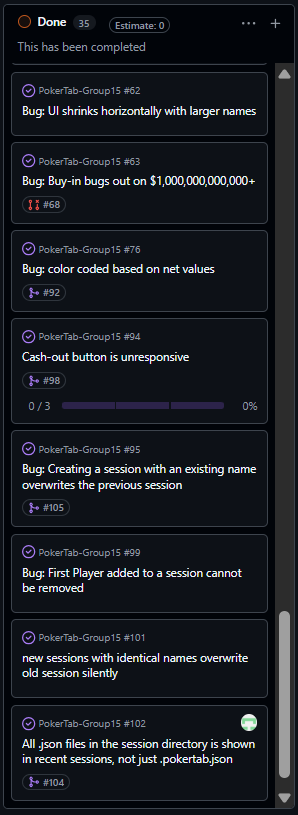 Done 35 Estimate: 0
This has been completed
PokerTab-Group15 #62
Bug: UI shrinks horizontally with larger names
PokerTab-Group15 #63
Bug: Buy-in bugs out on $1,000,000,000,000+
#68
PokerTab-Group15 #76
Bug: color coded based on net values
#92
PokerTab-Group15 #94
Cash-out button is unresponsive
#98
0 / 3 0%
PokerTab-Group15 #95
Bug: Creating a session with an existing name
overwrites the previous session
#105
PokerTab-Group15 #99
Bug: First Player added to a session cannot
be removed
PokerTab-Group15 #101
new sessions with identical names overwrite
old session silently
PokerTab-Group15 #102
All .json files in the session directory is shown
in recent sessions, not just .pokertab.json
#104